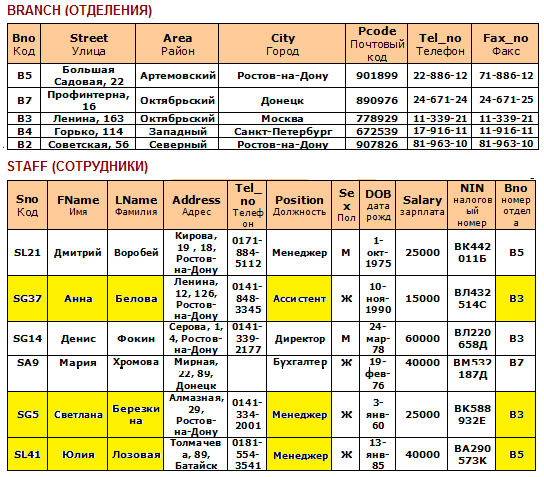 BRANCH (ОТДЕЛЕНИЯ)
Bno Street Area City Pcode Tel_no Fax_no
Код Улица Район Город Почтовый код Телефон Факс
B5 Большая Садовая, 22 Артемовский Ростов-на-Дону 901899 22-886-12 71-886-12
B7 Профинтерна, 16 Октябрьский Донецк 890976 24-671-24 24-671-25
B3 Ленина, 163 Октябрьский Москва 778929 11-339-21 11-339-21
B4 Горько, 114 Западный Санкт-Петербург 672539 17-916-11 11-916-11
B2 Советская, 56 Северный Ростов-на-Дону 907826 81-963-10 81-963-10
STAFF (СОТРУДНИКИ)
Sno FName LName Address Tel_no Position Sex DOB Salary NIN Bno
Код Имя Фамилия Адрес Телефон Должность Пол дата рожд зарплата налоговый номер номер отдела
SL21 Дмитрий Воробей Кирова, 19 , 18, Ростов-на-Дону 0171-884-5112 Менеджер М 1-окт-1975 25000 ВК442011Б B5
SG37 Анна Белова Ленина, 12, 126, Ростов-на-Дону 0141-848-3345 Ассистент Ж 10-ноя-1990 15000 ВЛ432514С B3
SG14 Денис Фокин Серова, 1, 4, Ростов-на-Дону 0141-339-2177 Директор М 24-мар-78 60000 ВЛ220658Д B3
SA9 Мария Хромова Мирная, 22, 89, Донецк Бухгалтер Ж 19-фев-76 40000 ВМ532187Д B7
SG5 Светлана Березкина Алмазная, 29, Ростов-на-Дону 0141-334-2001 Менеджер Ж 3-янв-60 25000 ВК588932Е B3
SL41 Юлия Лозовая Толмачева, 89, Батайск 0181-554-3541 Менеджер Ж 13-янв-85 40000 ВА290573К B5